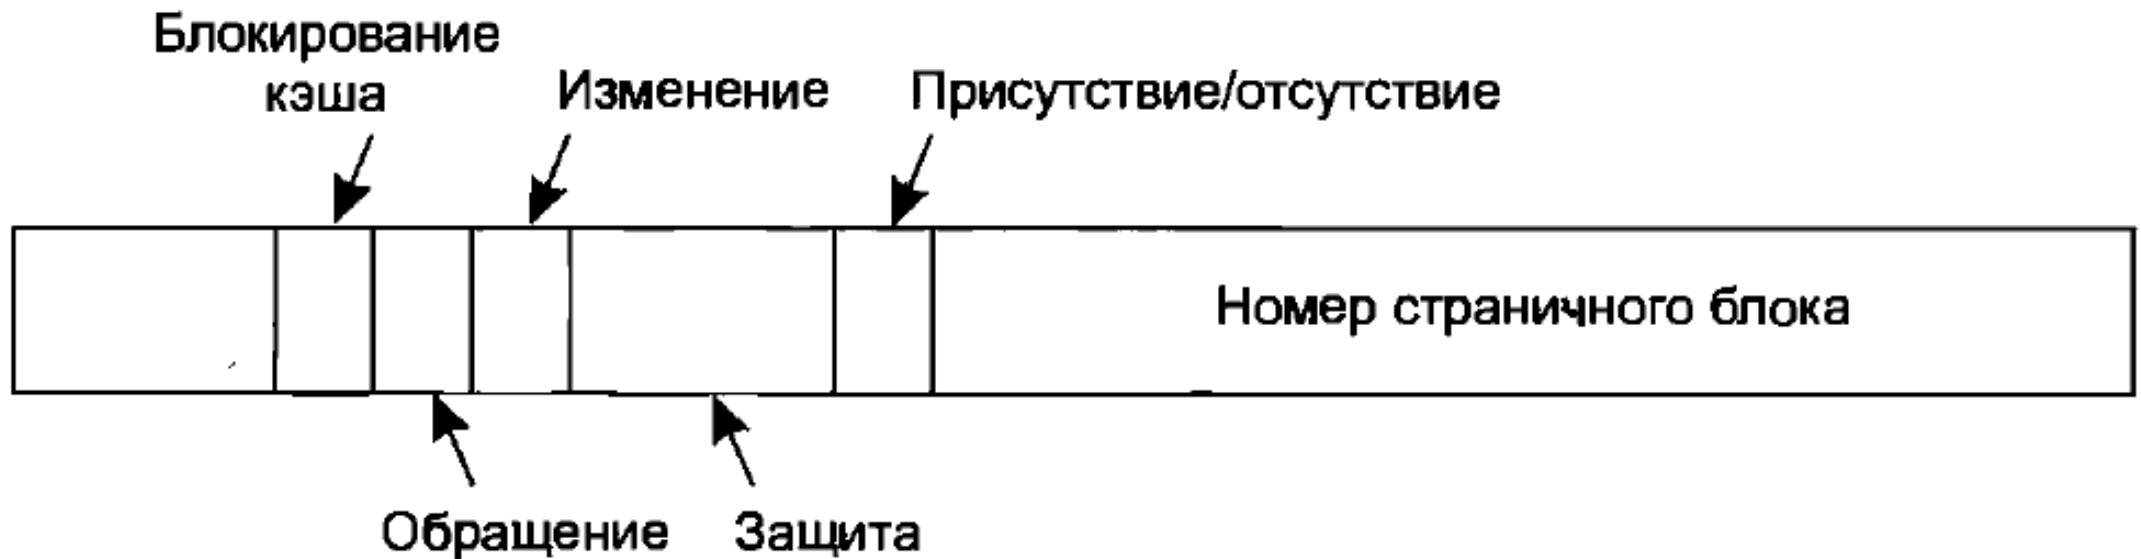 Блокирование
кэша
Изменение
Присутствие/отсутствие
Номер страничного блока
Обращение
Защита